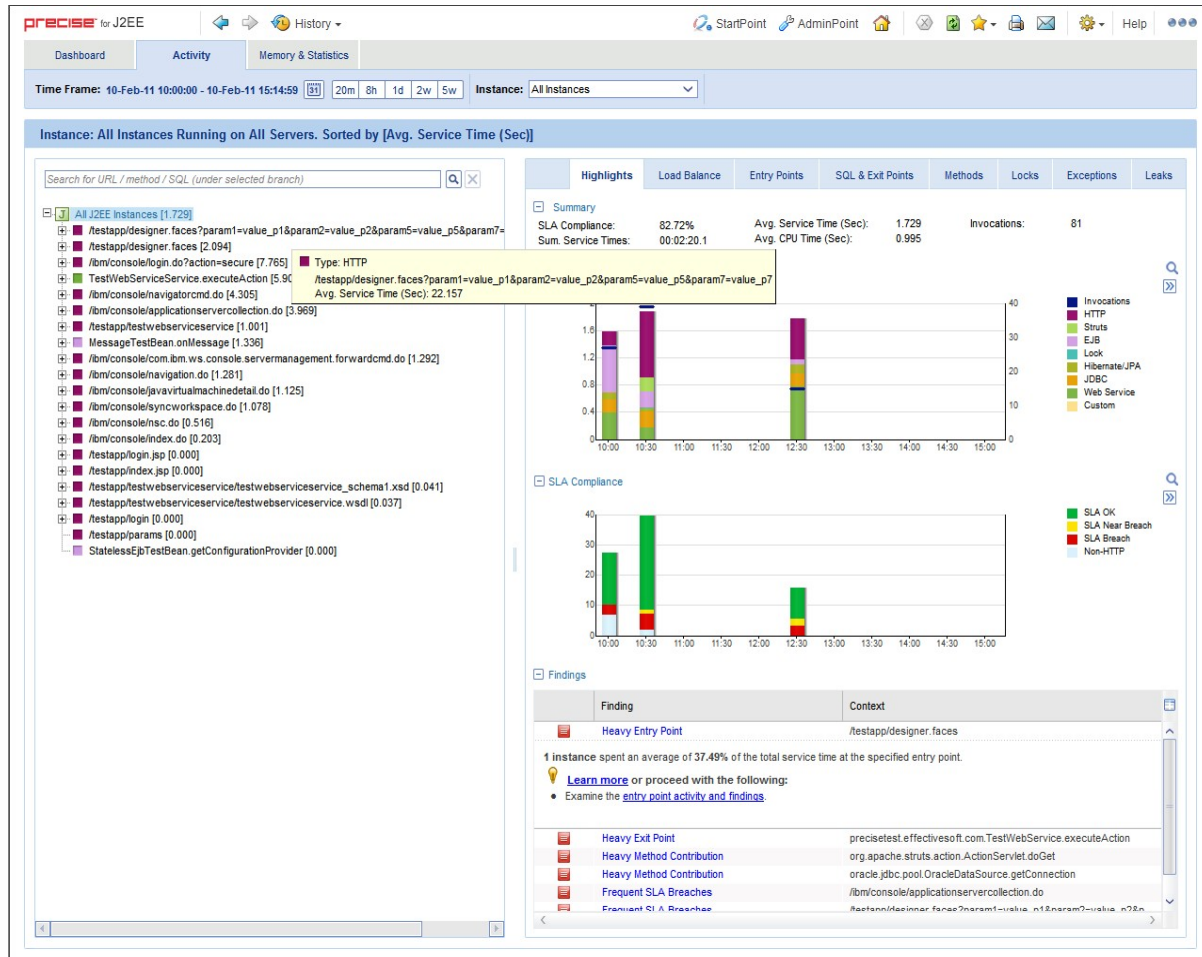 precise for J2EE
History
StartPoint
AdminPoint
Help
Dashboard
Activity
Memory & Statistics
Time Frame: 10-Feb-11 10:00:00 - 10-Feb-11 15:14:59
31
20m
8h
1d
2w
5w
Instance:
All Instances
Instance: All Instances Running on All Servers. Sorted by [Avg. Service Time (Sec)]
Search for URL / method / SQL (under selected branch)
All J2EE Instances [1.729]
/testapp/designer.faces?param1=value_p1&param2=value_p2&param5=value_p5&param7=
/testapp/designer.faces [2.094]
/ibm/console/login.do?action=secure [7.765]
TestWebServiceService.executeAction [5.90
/ibm/console/navigatorcmd.do [4.305]
/ibm/console/applicationservercollection.do [3.969]
/testapp/testwebserviceservice [1.001]
MessageTestBean.onMessage [1.336]
/ibm/console/com.ibm.ws.console.servermanagement.forwardcmd.do [1.292]
/ibm/console/navigation.do [1.281]
/ibm/console/javavirtualmachinedetail.do [1.125]
/ibm/console/syncworkspace.do [1.078]
/ibm/console/nsc.do [0.516]
/ibm/console/index.do [0.203]
/testapp/login.jsp [0.000]
/testapp/index.jsp [0.000]
/testapp/testwebserviceservice/testwebserviceservice_schema1.xsd [0.041]
/testapp/testwebserviceservice/testwebserviceservice.wsdl [0.037]
/testapp/login [0.000]
/testapp/params [0.000]
StatelessEjbTestBean.getConfigurationProvider [0.000]
Type: HTTP
/testapp/designer.faces?param1=value_p1&param2=value_p2&param5=value_p5&param7=value_p7
Avg. Service Time (Sec): 22.157
Highlights
Load Balance
Entry Points
SQL & Exit Points
Methods
Locks
Exceptions
Leaks
Summary
SLA Compliance: 82.72% Avg. Service Time (Sec): 1.729 Invocations: 81
Sum. Service Times: 00:02:20.1 Avg. CPU Time (Sec): 0.995
2
1.6
1.2
0.8
0.4
0
40
30
20
10
0
10:00 10:30 11:00 11:30 12:00 12:30 13:00 13:30 14:00 14:30 15:00
Invocations
HTTP
Struts
EJB
Lock
Hibernate/JPA
JDBC
Web Service
Custom
SLA Compliance
40
30
20
10
0
10:00 10:30 11:00 11:30 12:00 12:30 13:00 13:30 14:00 14:30 15:00
SLA OK
SLA Near Breach
SLA Breach
Non-HTTP
Findings
Finding Context
Heavy Entry Point /testapp/designer.faces
1 instance spent an average of 37.49% of the total service time at the specified entry point.
Learn more or proceed with the following:
Examine the entry point activity and findings.
Heavy Exit Point precisetest.effectivesoft.com.TestWebService.executeAction
Heavy Method Contribution org.apache.struts.action.ActionServlet.doGet
Heavy Method Contribution oracle.jdbc.pool.OracleDataSource.getConnection
Frequent SLA Breaches /ibm/console/applicationservercollection.do
Frequent SLA Breaches /testapp/designer.faces?param1=value_p1&param2=value_p2&p